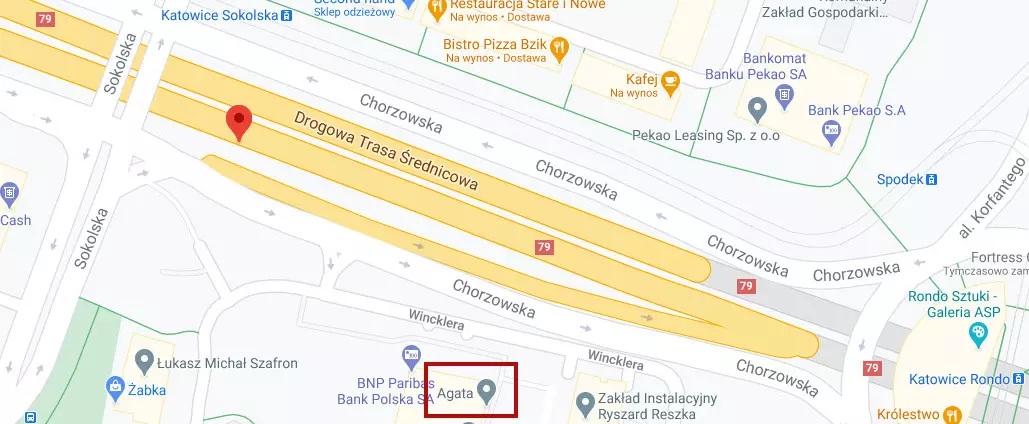 Second hand
Sklep odzieżowy
Restauracja Stare i Nowe
Na wynos • Dostawa
Zakład Gospodarki...
79
Katowice Sokolska
Sokolska
Bistro Pizza Bzik
Na wynos • Dostawa
Kafej
Na wynos
Bankomat
Banku Pekao SA
Bank Pekao S.A
Pekao Leasing Sp. z o.o
Chorzowska
Drogowa Trasa Średnicowa
Chorzowska
Spodek
al. Korfantego
Cash
Sokolska
79
Chorzowska
Chorzowska
79
Fortress
Tymczasowo zam
Chorzowska
Rondo Sztuki -
Galeria ASP
Wincklera
Wincklera
Chorzowska
79
Katowice Rondo
Łukasz Michał Szafron
Żabka
BNP Paribas
Bank Polska SA
Agata
Zakład Instalacyjny
Ryszard Reszka
Królestwo